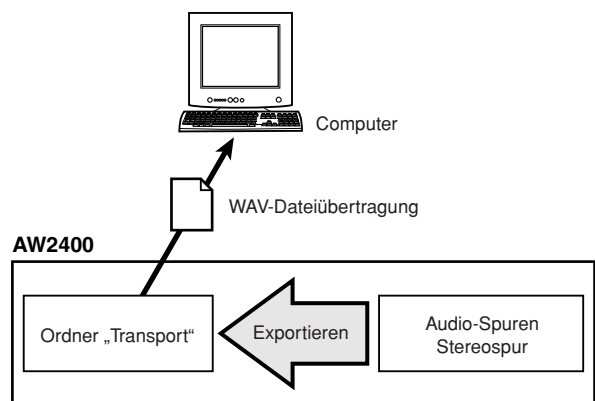 Computer
WAV-Dateiübertragung
AW2400
Ordner „Transport“
Exportieren
Audio-Spuren
Stereospur